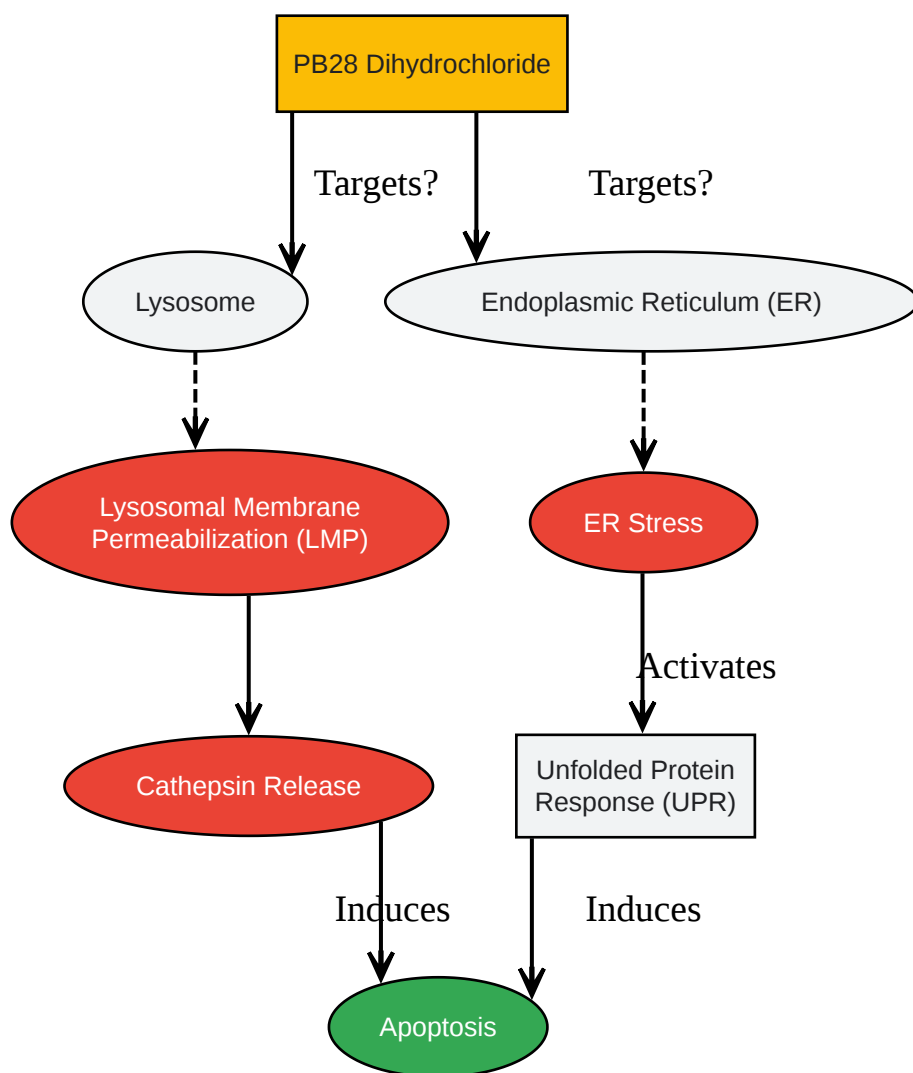 PB28 Dihydrochloride
Targets?
Targets?
Lysosome
Endoplasmic Reticulum (ER)
Lysosomal Membrane
Permeabilization (LMP)
ER Stress
Activates
Cathepsin Release
Unfolded Protein
Response (UPR)
Induces
Induces
Apoptosis